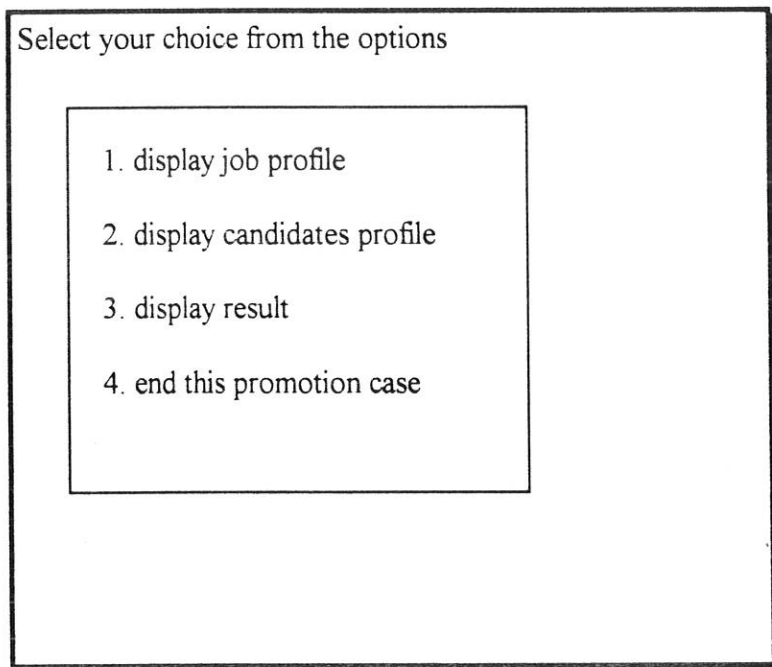 Select your choice from the options
1. display job profile
2. display candidates profile
3. display result
4. end this promotion case